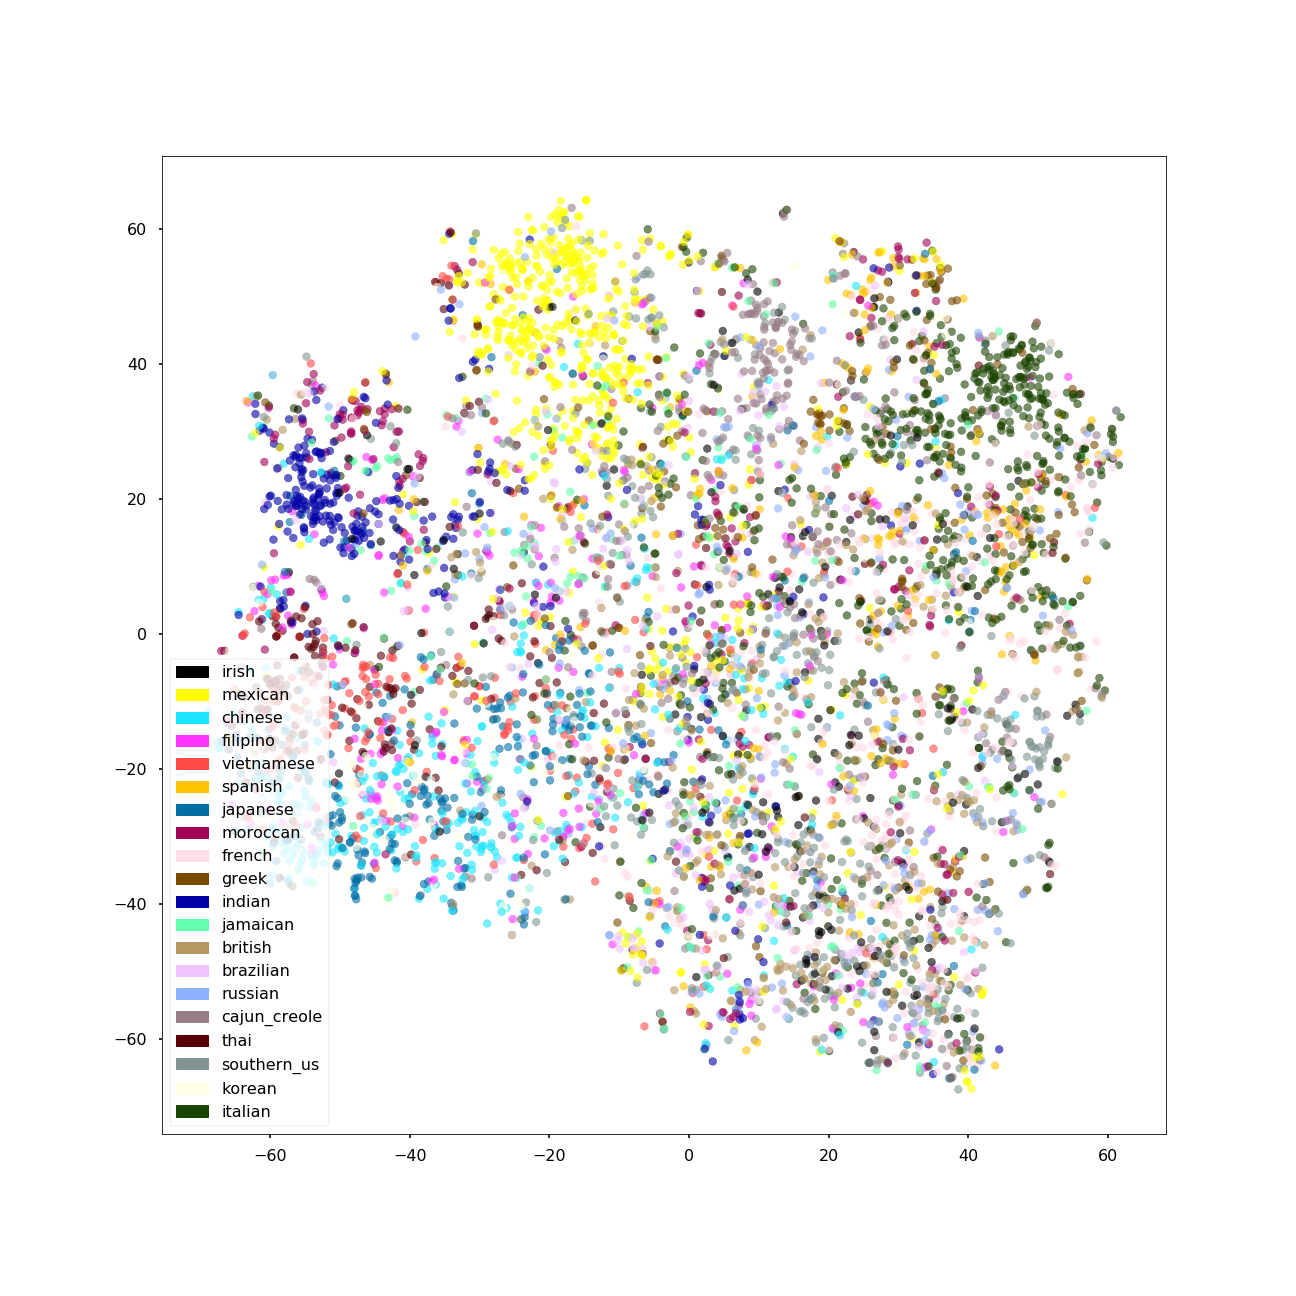 60
40
20
0
−20
−40
−60
irish
mexican
chinese
filipino
vietnamese
spanish
japanese
moroccan
french
greek
indian
jamaican
british
brazilian
russian
cajun_creole
thai
southern_us
korean
italian
−60 −40 −20 0 20 40 60